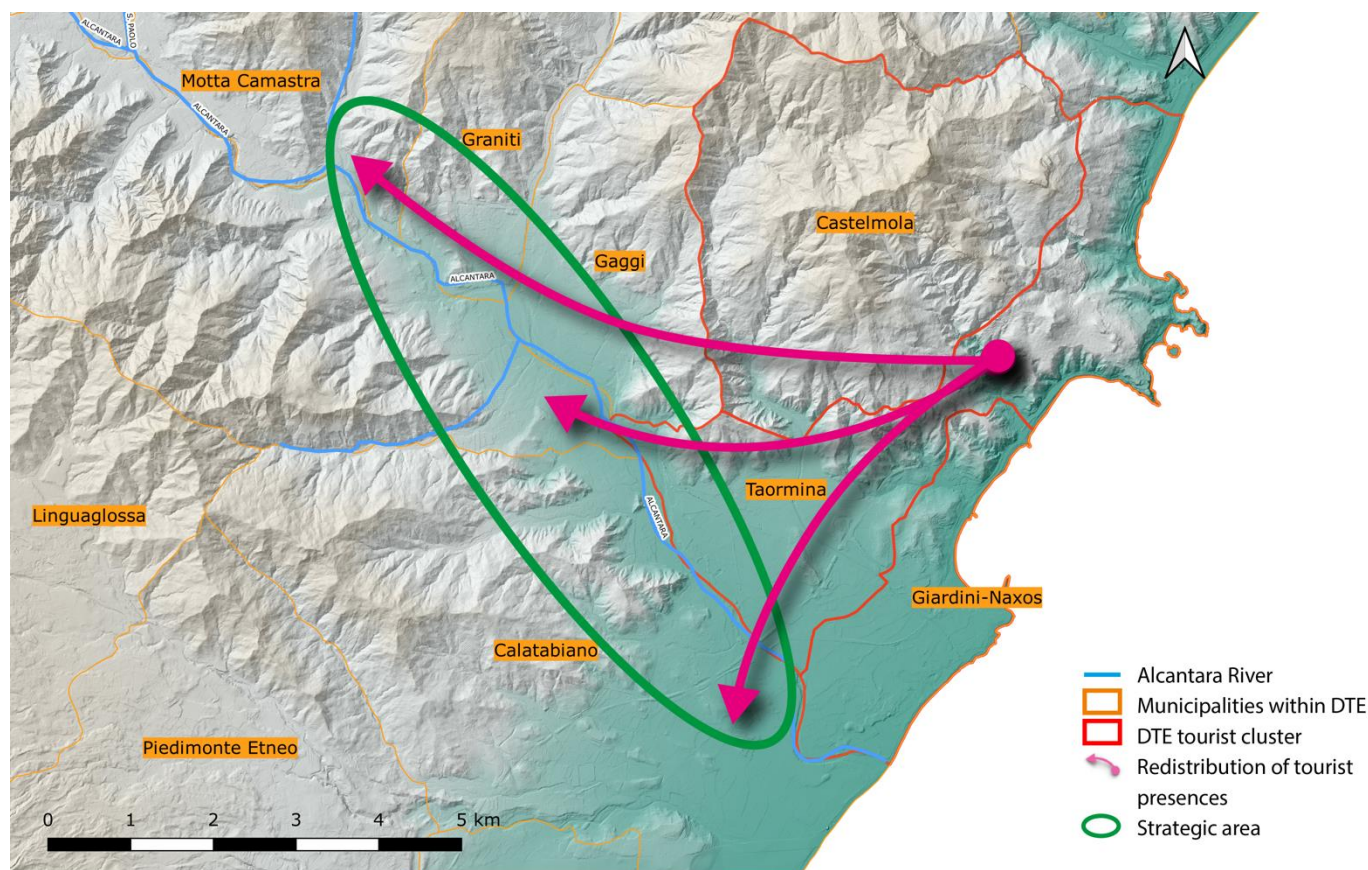 S. PAOLO
ALCANTARA
Motta Camastra
ALCANTARA
Graniti
Castelmola
Gaggi
ALCANTARA
Taormina
Linguaglossa
ALCANTARA
Giardini-Naxos
Calatabiano
Piedimonte Etneo
Alcantara River
Municipalities within DTE
DTE tourist cluster
Redistribution of tourist
presences
Strategic area
0 1 2 3 4 5 km